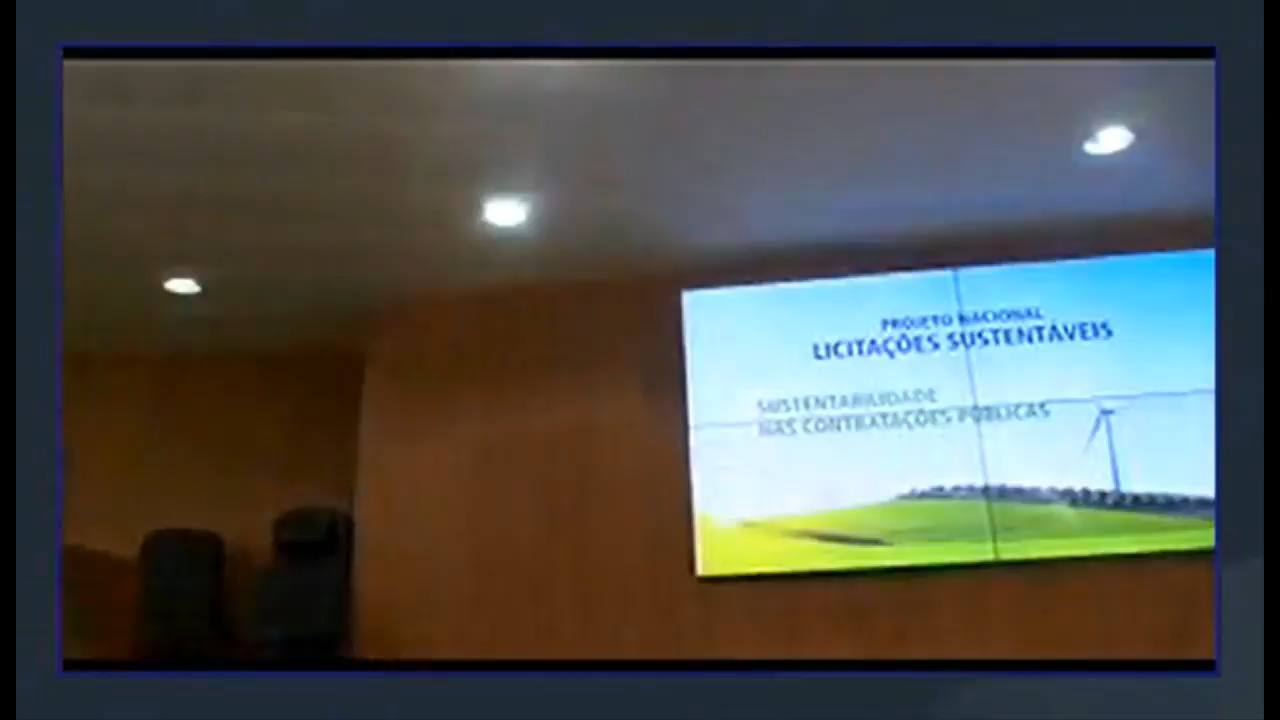 PROJETO NACIONAL
LICITAÇÕES SUSTENTÁVEIS
SUSTENTABILIDADE
NAS CONTRATAÇÕES PÚBLICAS